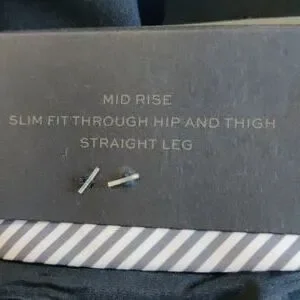 MID RISE
SLIM FIT THROUGH HIP AND THIGH
STRAIGHT LEG